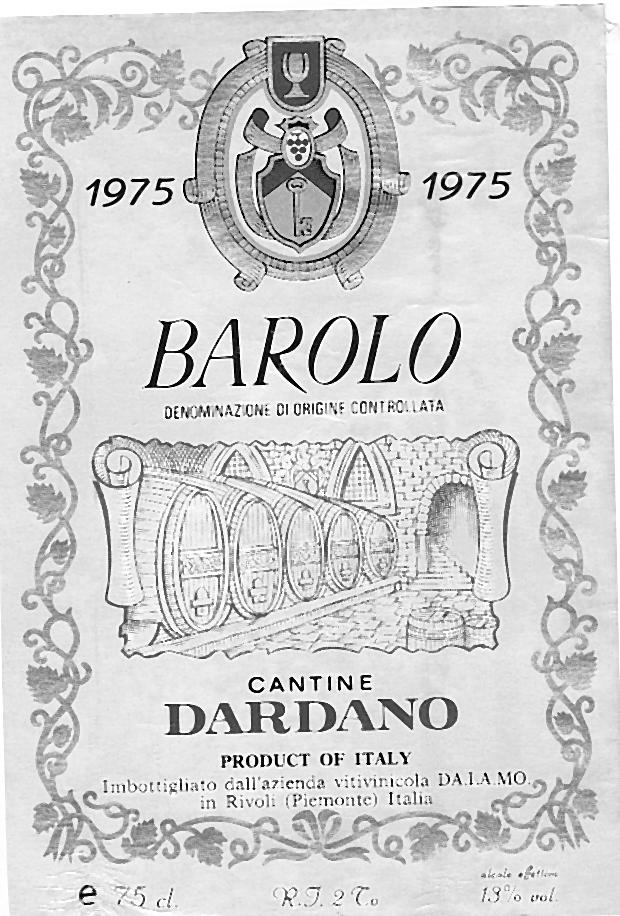 1975 1975
BAROLO
DENOMINAZIONE DI ORIGINE CONTROLLATA
CANTINE
DARDANO
PRODUCT OF ITALY
Imbottigliato dall'azienda vitivinicola DA.I.A.MO.
in Rivoli (Piemonte) Italia
alcole effettivo
e 75 cl. R.I. 2 To 13% vol.